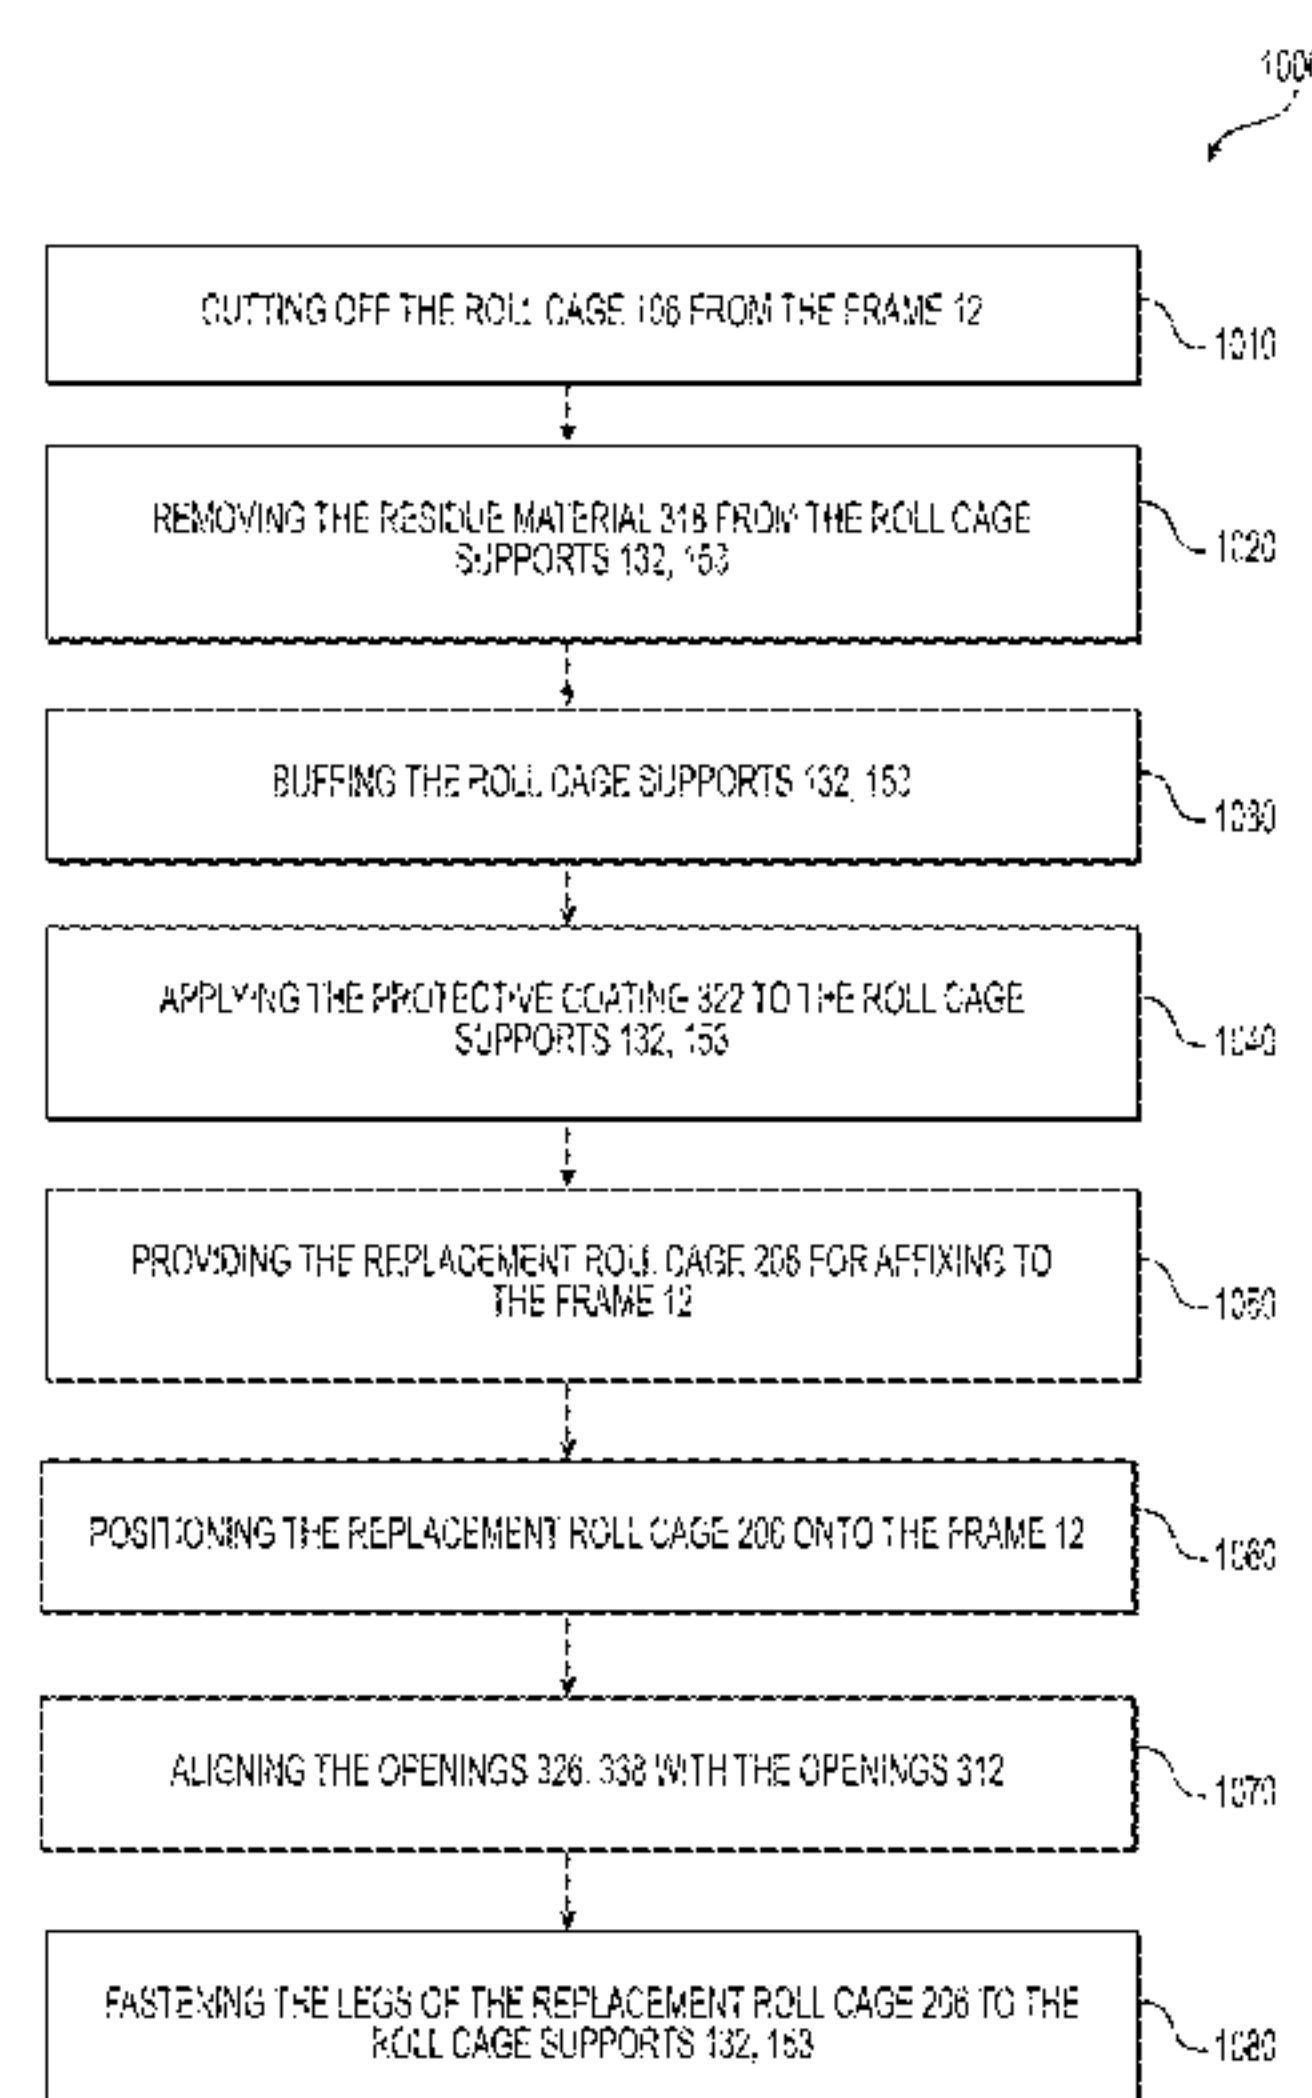 CUTTING OFF THE ROLL CAGE 106 FROM THE FRAME 12
1010
REMOVING THE RESIDUE MATERIAL 318 FROM THE ROLL CAGE
SUPPORTS 132, 153
1020
BUFFING THE ROLL CAGE SUPPORTS 132, 153
1030
APPLYING THE PROTECTIVE COATING 322 TO THE ROLL CAGE
SUPPORTS 132, 153
1040
PROVIDING THE REPLACEMENT ROLL CAGE 206 FOR AFFIXING TO
THE FRAME 12
1050
POSITIONING THE REPLACEMENT ROLL CAGE 206 ONTO THE FRAME 12
1060
ALIGNING THE OPENINGS 326, 338 WITH THE OPENINGS 312
1070
FASTENING THE LEGS OF THE REPLACEMENT ROLL CAGE 206 TO THE
ROLL CAGE SUPPORTS 132, 153
1080